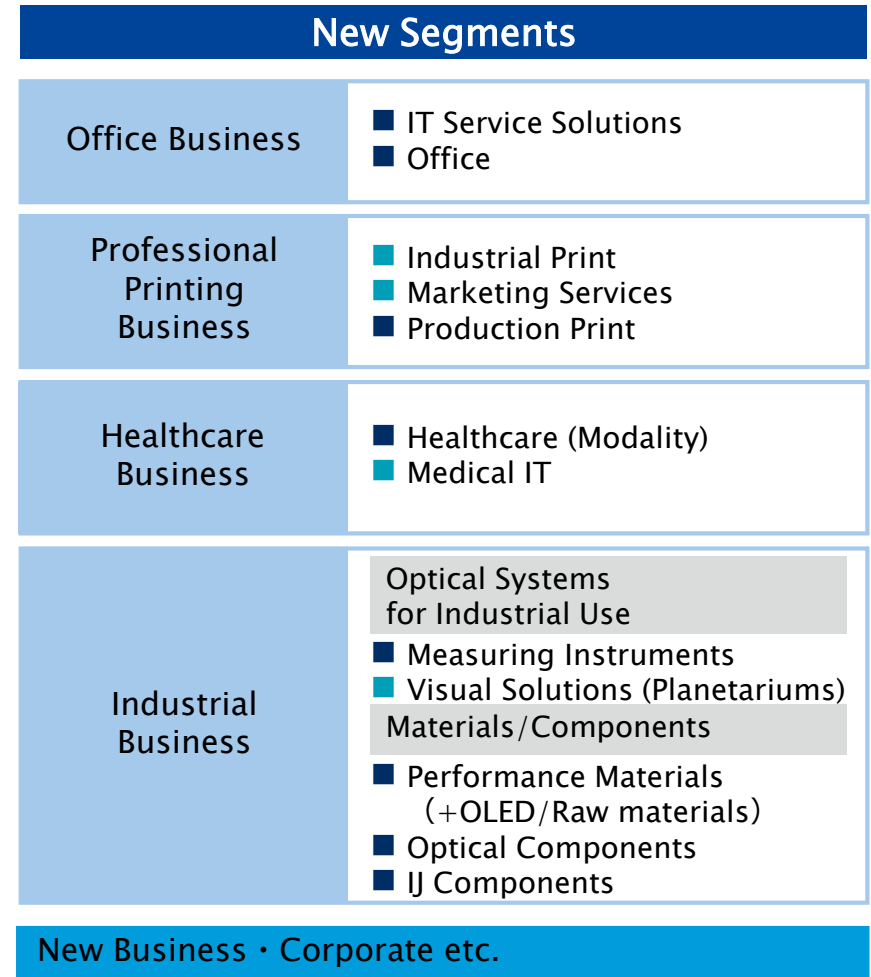 New Segments
Office Business
■ IT Service Solutions
■ Office
Professional
Printing
Business
■ Industrial Print
■ Marketing Services
■ Production Print
Healthcare
Business
■ Healthcare (Modality)
■ Medical IT
Industrial
Business
Optical Systems
for Industrial Use
■ Measuring Instruments
■ Visual Solutions (Planetariums)
Materials/Components
■ Performance Materials
（+OLED/Raw materials）
■ Optical Components
■ IJ Components
New Business・Corporate etc.